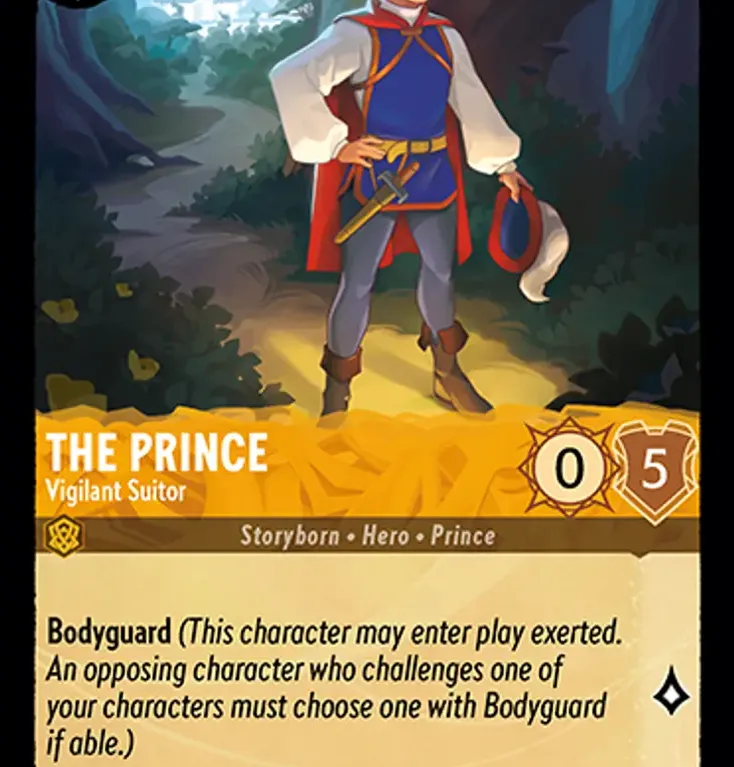 THE PRINCE
Vigilant Suitor
0
5
Storyborn • Hero • Prince
Bodyguard (This character may enter play exerted.
An opposing character who challenges one of
your characters must choose one with Bodyguard
if able.)